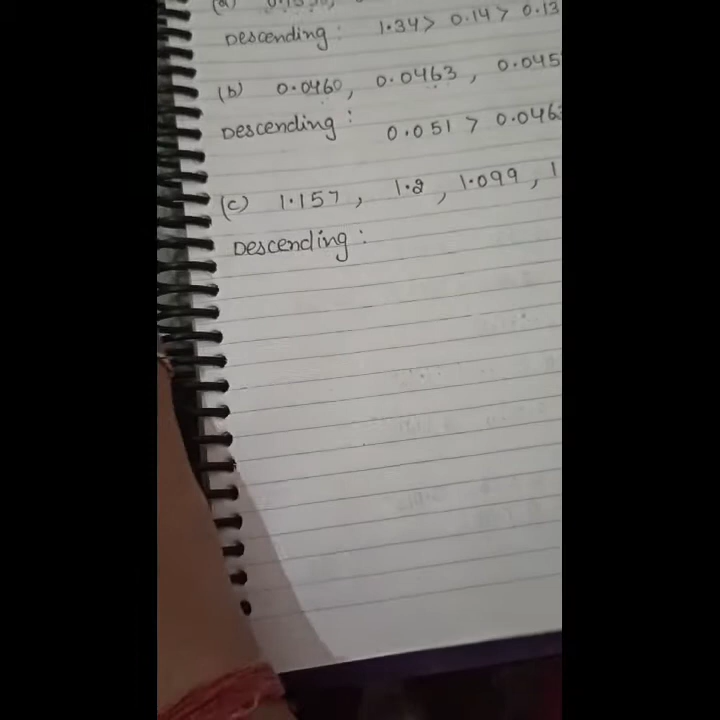 Descending: 1.34 > 0.14 > 0.13
(b) 0.0460, 0.0463, 0.045
Descending: 0.051 > 0.046
(c) 1.157, 1.2, 1.099, 1
Descending: